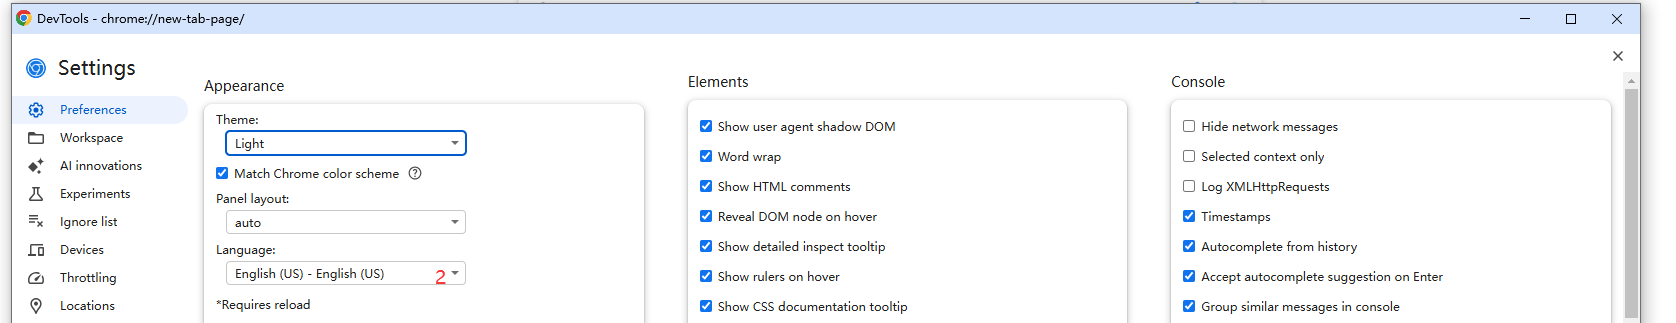 DevTools - chrome://new-tab-page/
Settings
Preferences
Workspace
AI innovations
Experiments
Ignore list
Devices
Throttling
Locations
Appearance
Theme:
Light
Match Chrome color scheme
Panel layout:
auto
Language:
English (US) - English (US)
2
*Requires reload
Elements
Show user agent shadow DOM
Word wrap
Show HTML comments
Reveal DOM node on hover
Show detailed inspect tooltip
Show rulers on hover
Show CSS documentation tooltip
Console
Hide network messages
Selected context only
Log XMLHttpRequests
Timestamps
Autocomplete from history
Accept autocomplete suggestion on Enter
Group similar messages in console